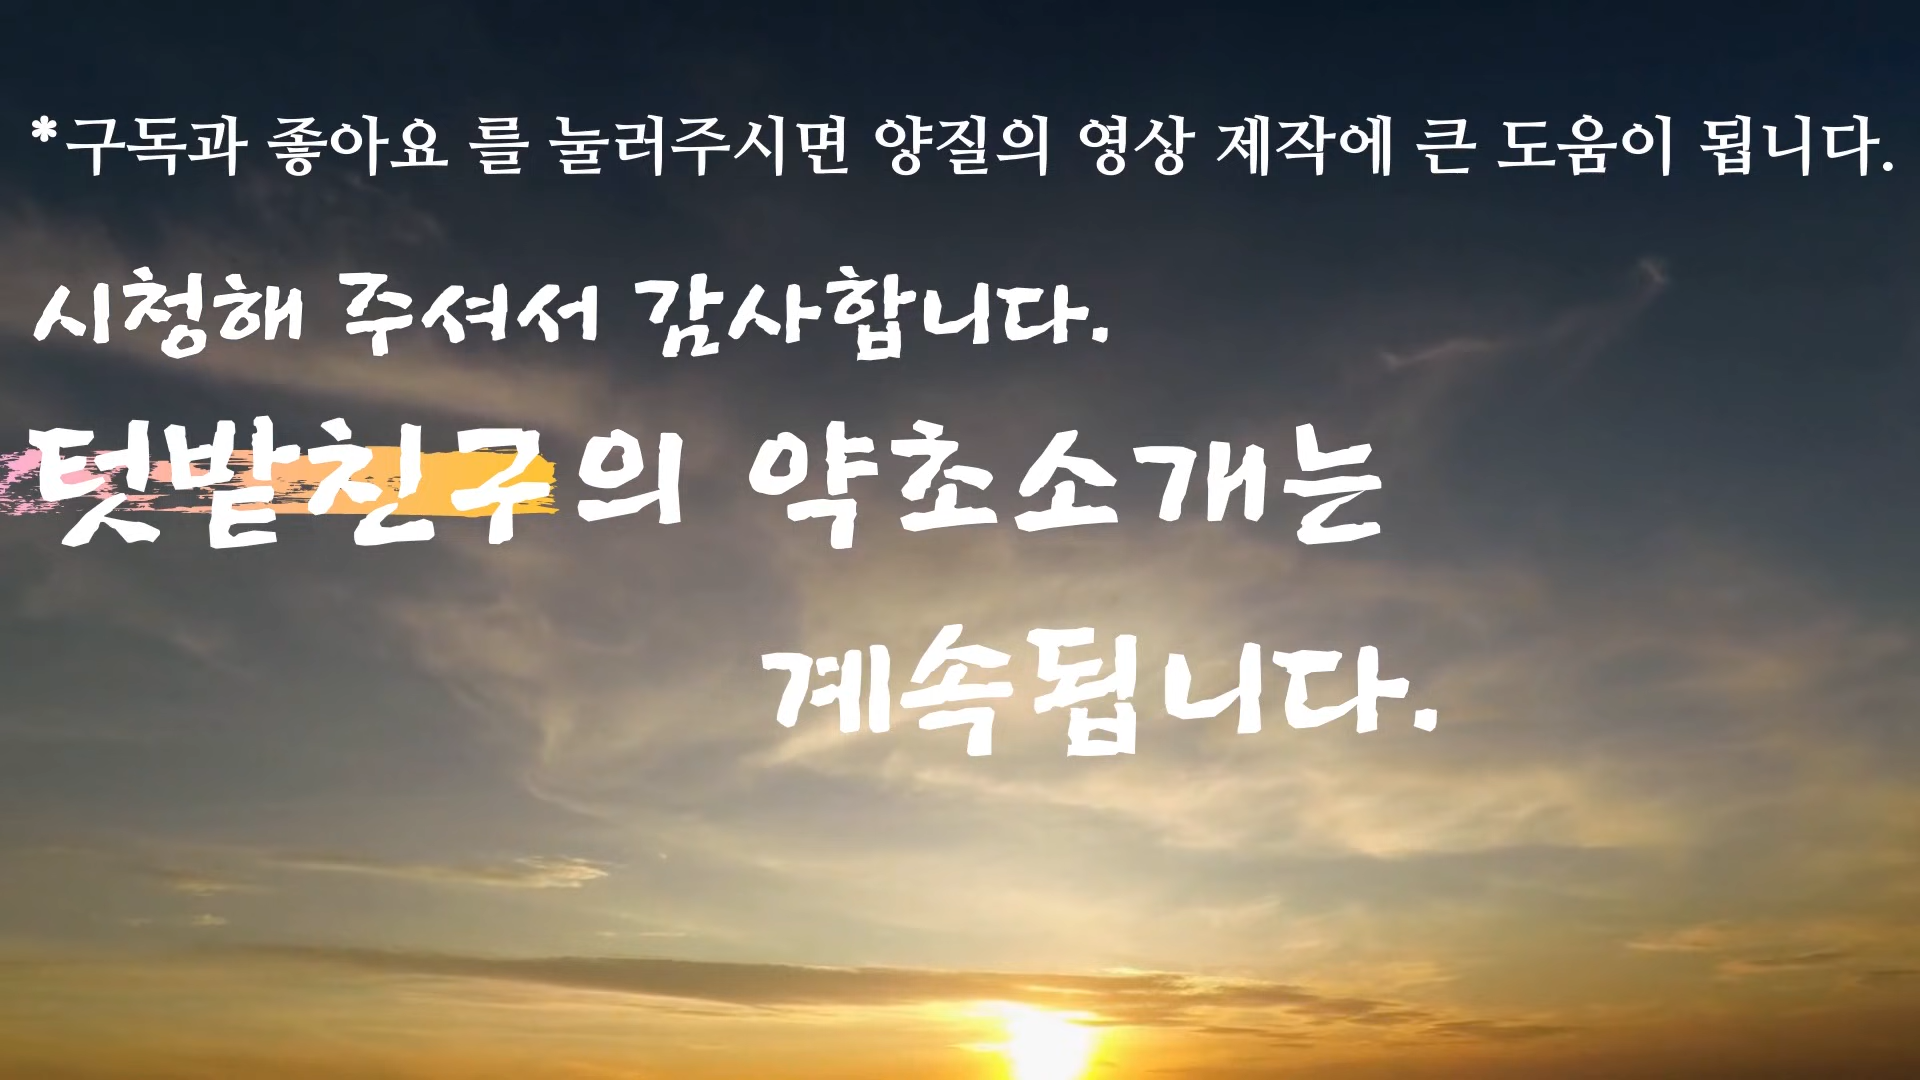 *구독과 좋아요 를 눌러주시면 양질의 영상 제작에 큰 도움이 됩니다.
시청해 주셔서 감사합니다.
텃밭친구의 약초소개는
계속됩니다.